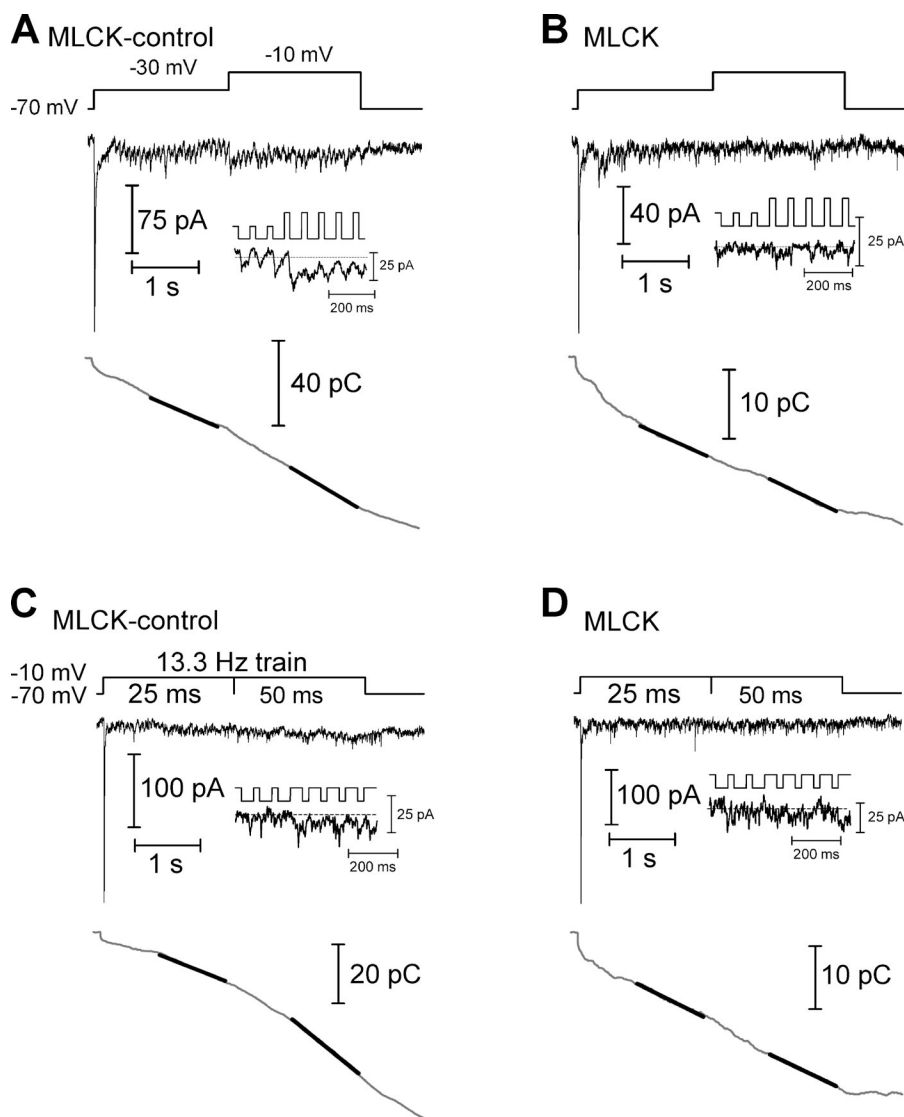 A MLCK-control
-30 mV
-10 mV
-70 mV
75 pA
1 s
25 pA
200 ms
40 pC
B MLCK
40 pA
1 s
25 pA
200 ms
10 pC
C MLCK-control
-10 mV
-70 mV
13.3 Hz train
25 ms
50 ms
100 pA
1 s
25 pA
200 ms
20 pC
D MLCK
25 ms
50 ms
100 pA
1 s
25 pA
200 ms
10 pC